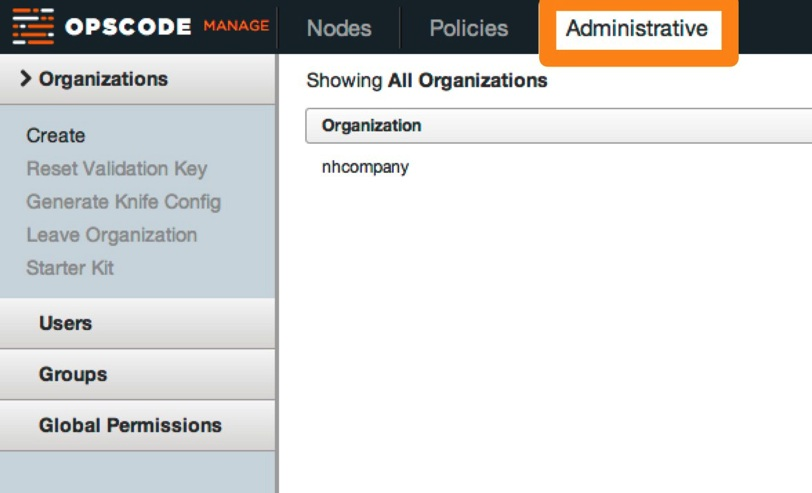 OPSCODE MANAGE
Nodes
Policies
Administrative
Organizations
Create
Reset Validation Key
Generate Knife Config
Leave Organization
Starter Kit
Users
Groups
Global Permissions
Showing All Organizations
Organization
nhcompany